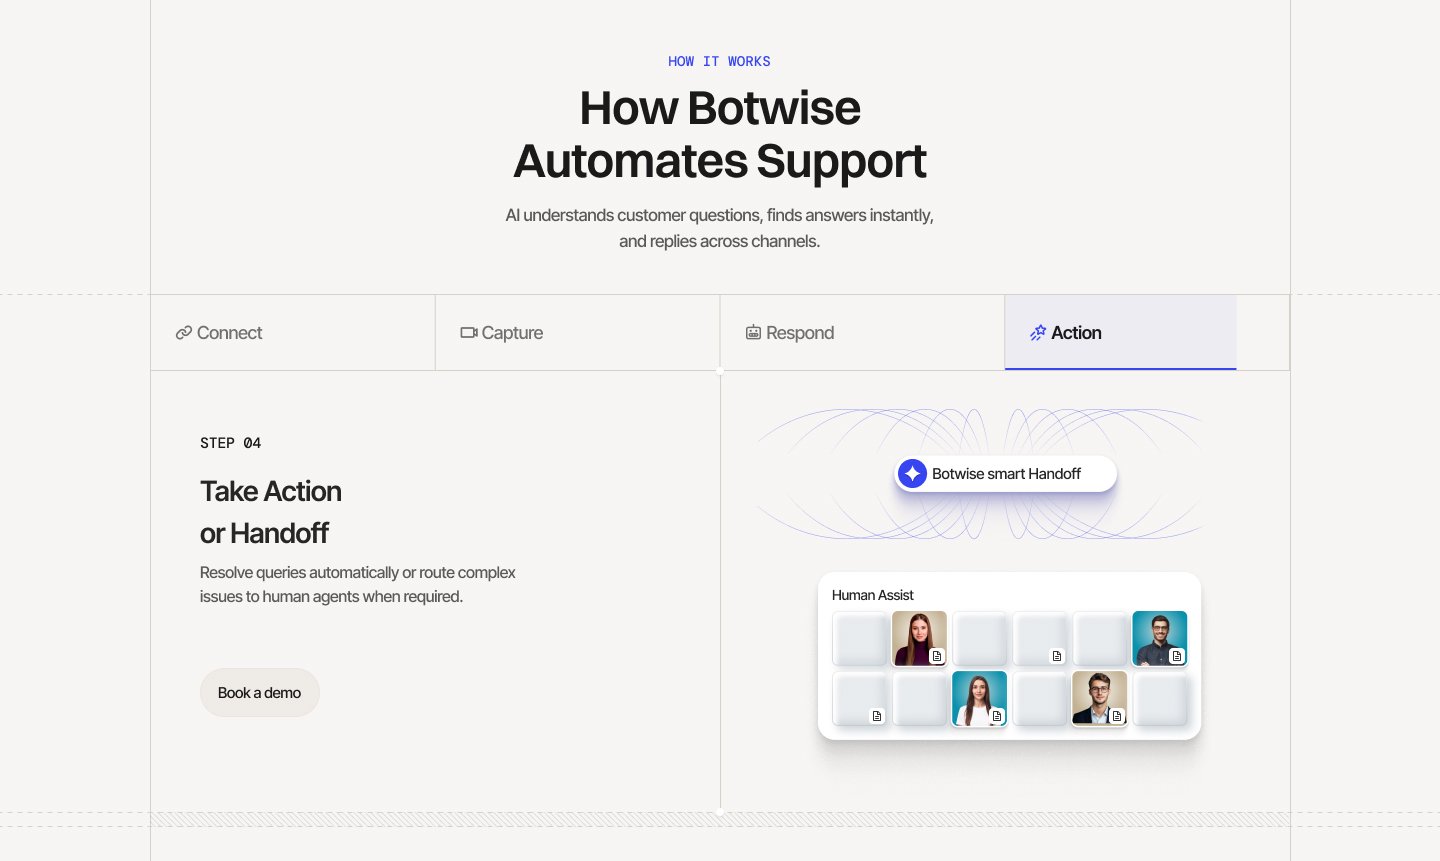 HOW IT WORKS
How Botwise
Automates Support
AI understands customer questions, finds answers instantly,
and replies across channels.
Connect
Capture
Respond
Action
STEP 04
Take Action
or Handoff
Resolve queries automatically or route complex
issues to human agents when required.
Book a demo
Botwise smart Handoff
Human Assist